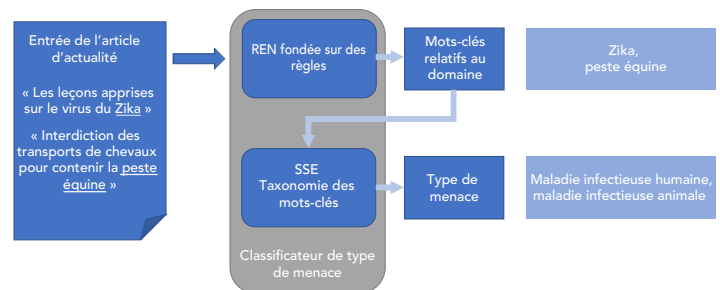 Entrée de l'article
d'actualité
« Les leçons apprises
sur le virus du Zika »
« Interdiction des
transports de chevaux
pour contenir la peste
équine »
REN fondée sur des
règles
Mots-clés
relatifs au
domaine
Zika,
peste équine
SSE
Taxonomie des
mots-clés
Type de
menace
Maladie infectieuse humaine,
maladie infectieuse animale
Classificateur de type
de menace